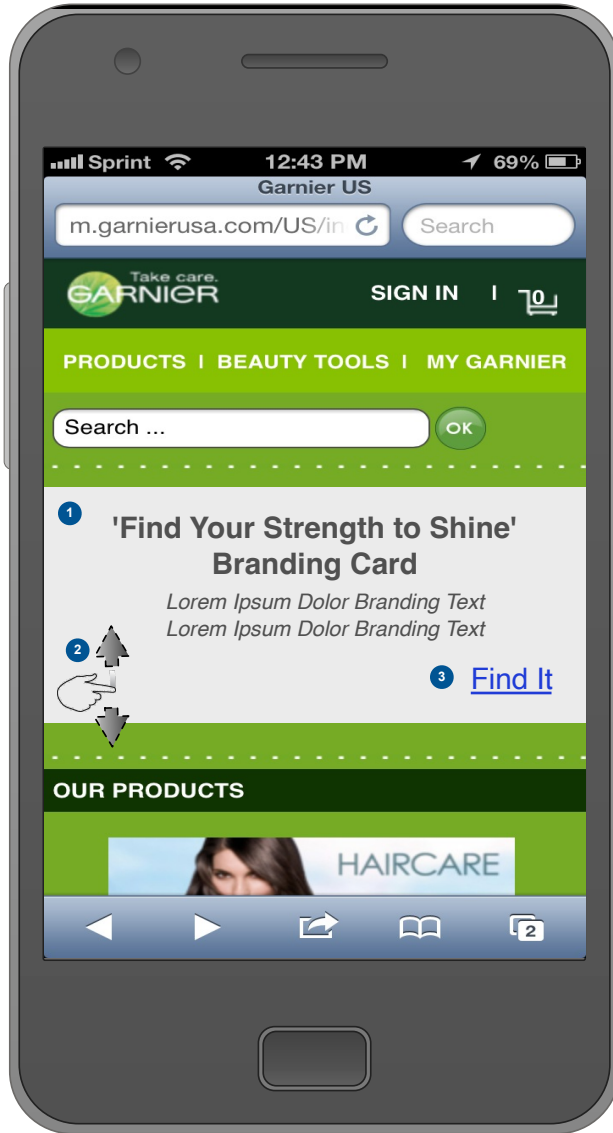 Sprint 12:43 PM 69%
Garnier US
m.garnierusa.com/US/in Search
Take care.
GARNIER SIGN IN | 0
PRODUCTS | BEAUTY TOOLS | MY GARNIER
Search ... OK
1 'Find Your Strength to Shine'
Branding Card
Lorem Ipsum Dolor Branding Text
Lorem Ipsum Dolor Branding Text
2
3 Find It
OUR PRODUCTS
HAIRCARE
2